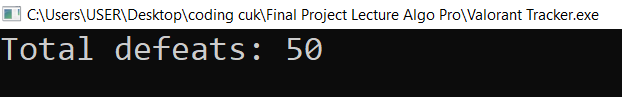 C:\Users\USER\Desktop\coding cuk\Final Project Lecture Algo Pro\Valorant Tracker.exe
Total defeats: 50